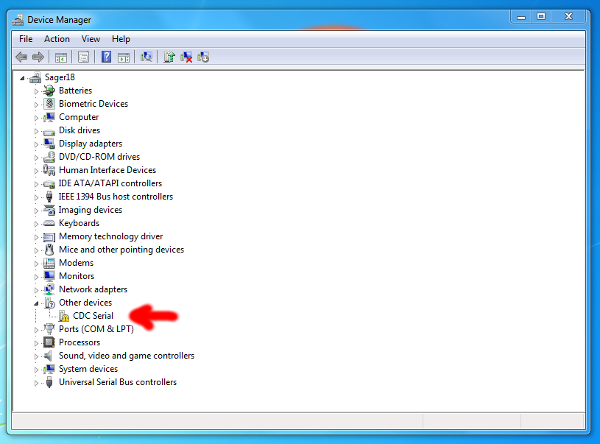 Device Manager
File Action View Help
Sager18
Batteries
Biometric Devices
Computer
Disk drives
Display adapters
DVD/CD-ROM drives
Human Interface Devices
IDE ATA/ATAPI controllers
IEEE 1394 Bus host controllers
Imaging devices
Keyboards
Memory technology driver
Mice and other pointing devices
Modems
Monitors
Network adapters
Other devices
CDC Serial
Ports (COM & LPT)
Processors
Sound, video and game controllers
System devices
Universal Serial Bus controllers